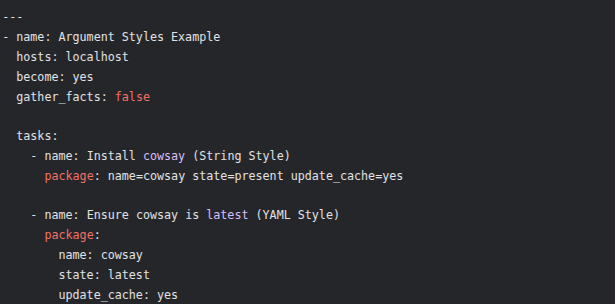 ---
- name: Argument Styles Example
  hosts: localhost
  become: yes
  gather_facts: false

  tasks:
    - name: Install cowsay (String Style)
      package: name=cowsay state=present update_cache=yes

    - name: Ensure cowsay is latest (YAML Style)
      package:
        name: cowsay
        state: latest
        update_cache: yes